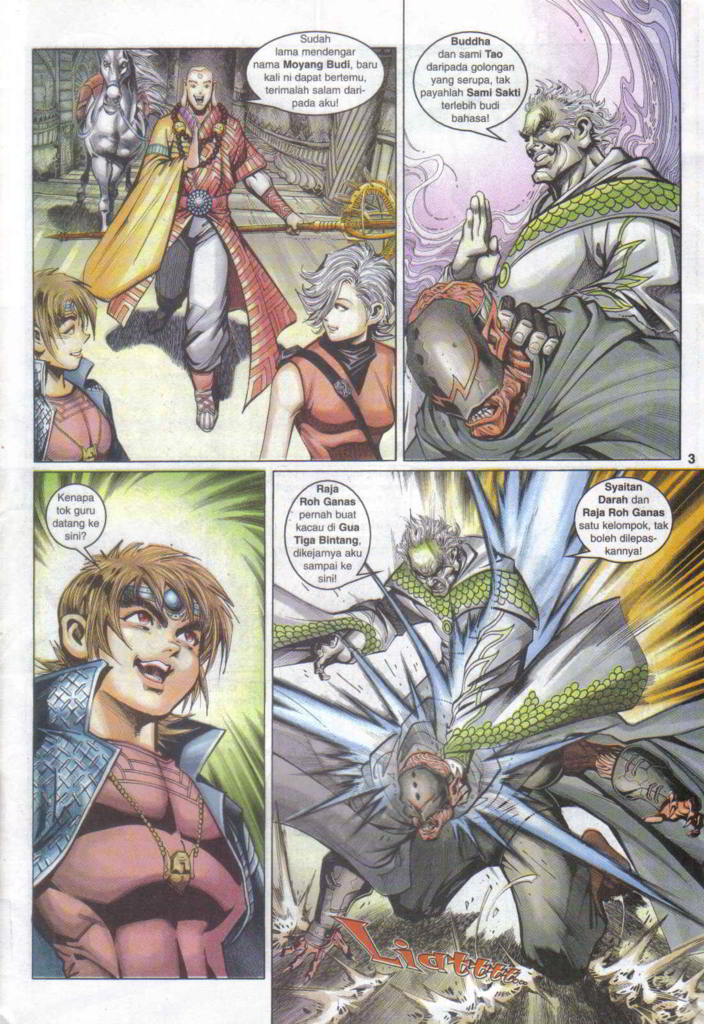 Sudah
lama mendengar
nama Moyang Budi, baru
kali ni dapat bertemu,
terimalah salam dari-
pada aku!
Buddha
dan sami Tao
daripada golongan
yang serupa, tak
payahlah Sami Sakti
terlebih budi
bahasa!
3
Kenapa
tok guru
datang ke
sini?
Raja
Roh Ganas
pernah buat
kacau di Gua
Tiga Bintang,
dikejarnya aku
sampai ke
sini!
Syaitan
Darah dan
Raja Roh Ganas
satu kelompok, tak
boleh dilepas-
kannya!
Liatttttt...